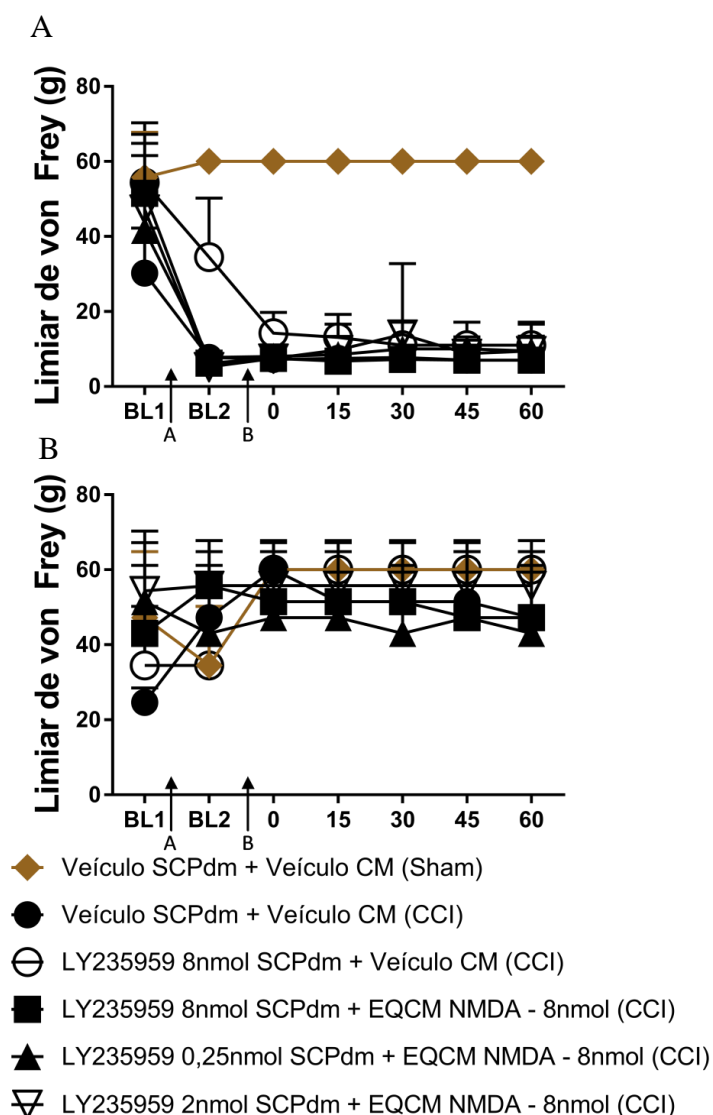 A
Limiar de von Frey (g)
80
60
40
20
0
BL1 BL2 0 15 30 45 60
A B
B
Limiar de von Frey (g)
80
60
40
20
0
BL1 BL2 0 15 30 45 60
A B
Veículo SCPdm + Veículo CM (Sham)
Veículo SCPdm + Veículo CM (CCI)
LY235959 8nmol SCPdm + Veículo CM (CCI)
LY235959 8nmol SCPdm + EQCM NMDA - 8nmol (CCI)
LY235959 0,25nmol SCPdm + EQCM NMDA - 8nmol (CCI)
LY235959 2nmol SCPdm + EQCM NMDA - 8nmol (CCI)